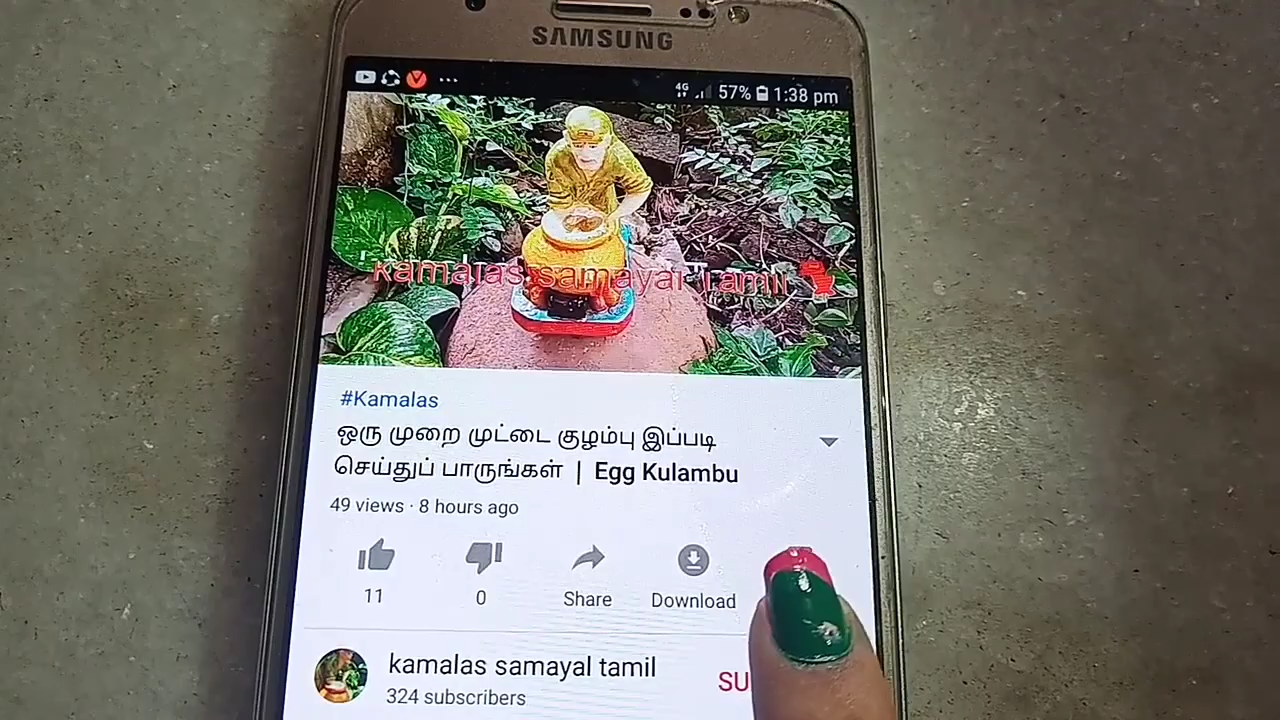 SAMSUNG
4G 57% 1:38 pm
kamalas samayal Tamil
#Kamalas
ஒரு முறை முட்டை குழம்பு இப்படி
செய்துப் பாருங்கள் | Egg Kulambu
49 views · 8 hours ago
11 0 Share Download
kamalas samayal tamil SU
324 subscribers